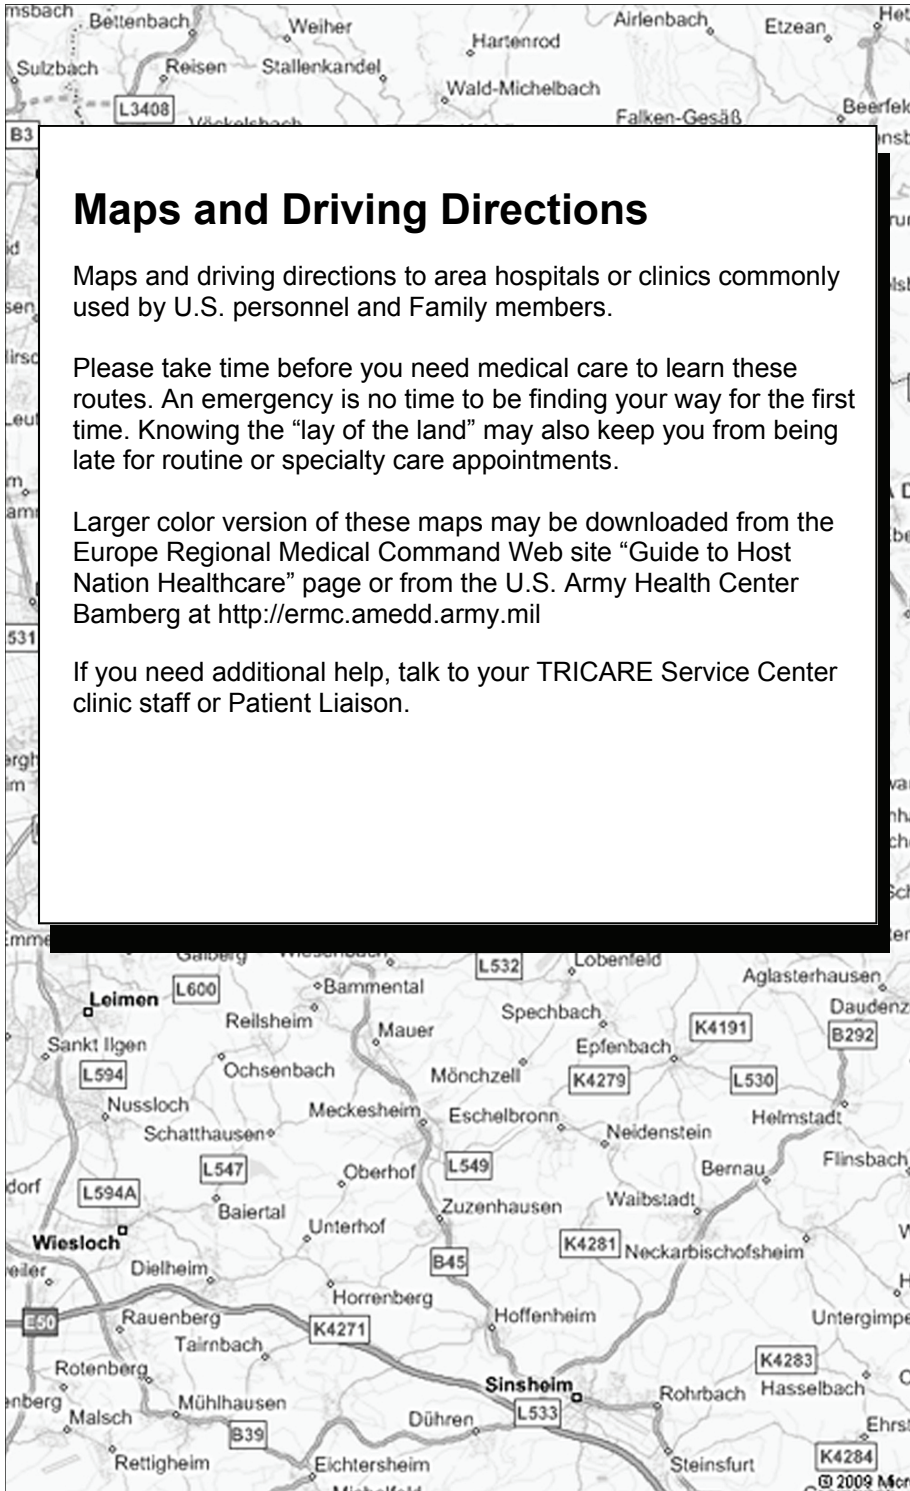 msbach
Bettenbach
Weiher
Airlenbach
Etzean
Hartenrod
Sulzbach
Reisen
Stallenkandel
Wald-Michelbach
L3408
Falken-Gesäß
B3
Vöckelsbach
Maps and Driving Directions
Maps and driving directions to area hospitals or clinics commonly
used by U.S. personnel and Family members.
Please take time before you need medical care to learn these
routes. An emergency is no time to be finding your way for the first
time. Knowing the “lay of the land” may also keep you from being
late for routine or specialty care appointments.
Larger color version of these maps may be downloaded from the
Europe Regional Medical Command Web site “Guide to Host
Nation Healthcare” page or from the U.S. Army Health Center
Bamberg at http://ermc.amedd.army.mil
If you need additional help, talk to your TRICARE Service Center
clinic staff or Patient Liaison.
531
L532
Lobenfeld
Aglasterhausen
L600
Bammental
Leimen
Daudenz
Reilsheim
Spechbach
Mauer
K4191
B292
Sankt Ilgen
Epfenbach
L594
Ochsenbach
Mönchzell
K4279
L530
Nussloch
Meckesheim
Eschelbronn
Helmstadt
Schatthausen
Neidenstein
L547
Oberhof
L549
Bernau
Flinsbach
dorf
L594A
Baiertal
Zuzenhausen
Waibstadt
Unterhof
Wiesloch
K4281
Neckarbischofsheim
eiler
Dielheim
B45
Horrenberg
E50
Rauenberg
K4271
Hoffenheim
Untergimpe
Tairnbach
K4283
Rotenberg
Sinsheim
Rohrbach
Hasselbach
enberg
Malsch
Mühlhausen
Dühren
L533
B39
Ehrst
Rettigheim
Eichtersheim
Steinsfurt
K4284
© 2009 Micr